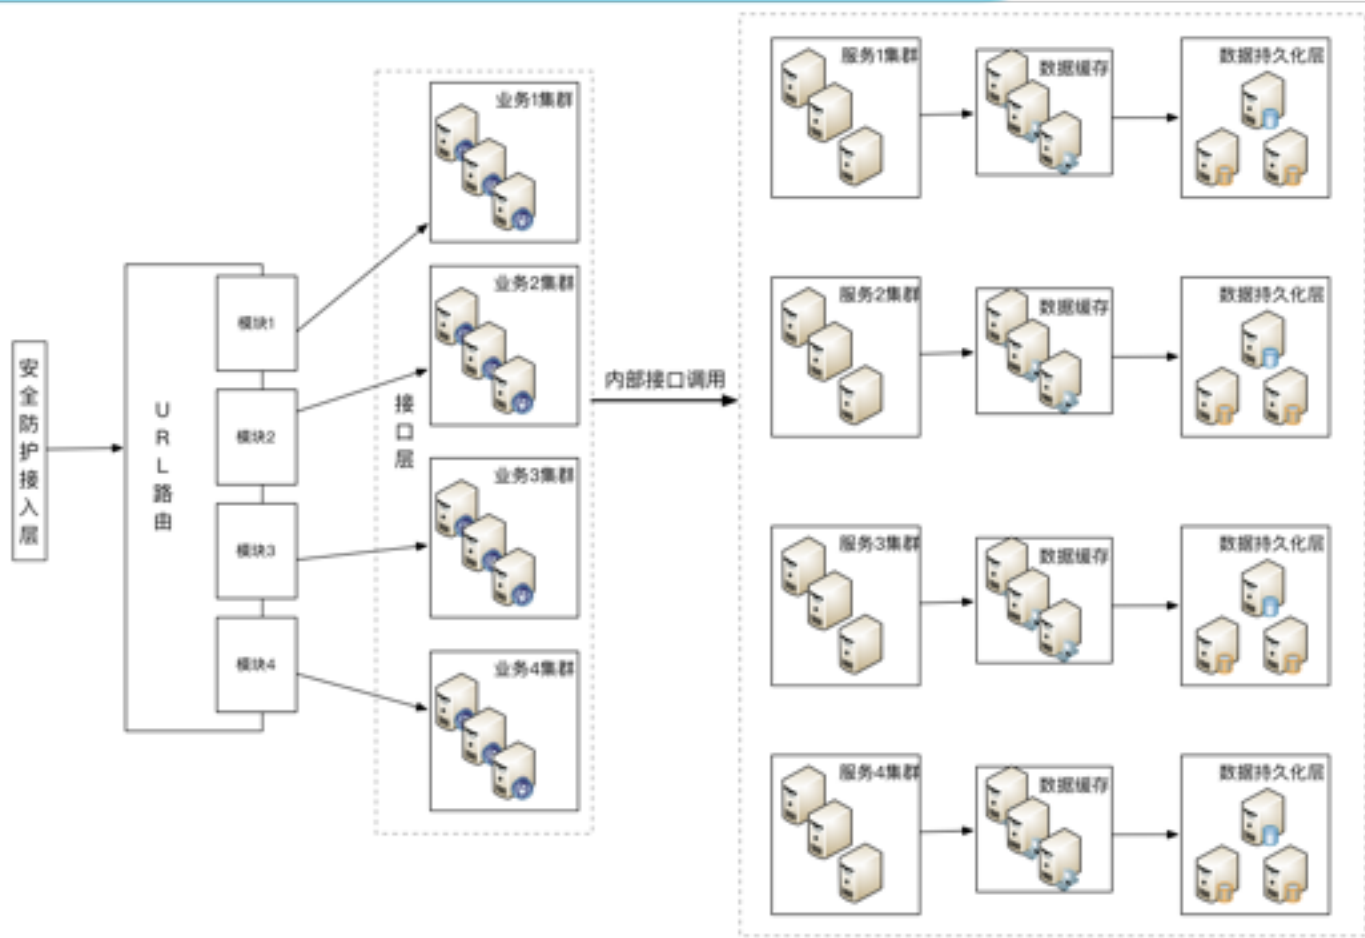 安全防护接入层
URL路由
模块1
模块2
模块3
模块4
接口层
业务1集群
业务2集群
业务3集群
业务4集群
内部接口调用
服务1集群
数据缓存
数据持久化层
服务2集群
数据缓存
数据持久化层
服务3集群
数据缓存
数据持久化层
服务4集群
数据缓存
数据持久化层